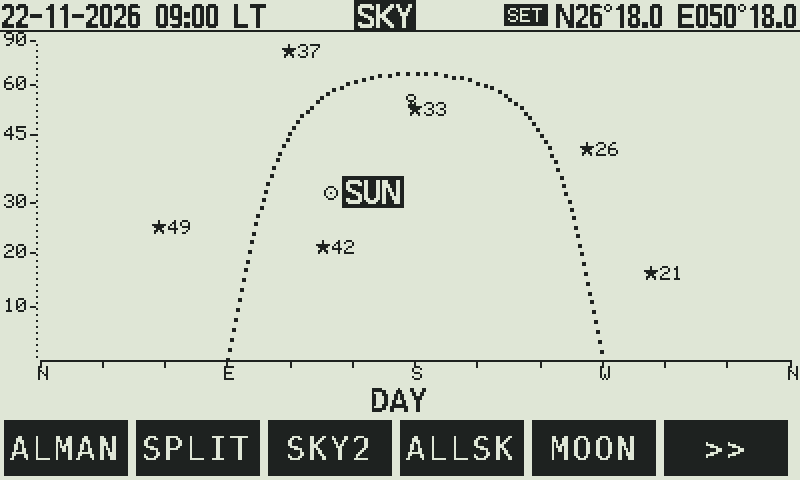 22-11-2026 09:00 LT SKY SET N26°18.0 E050°18.0
90
★37
60
♀
★33
45
★26
30
☉SUN
★49
20
★42
★21
10
N E S W N
DAY
ALMAN SPLIT SKY2 ALLSK MOON >>